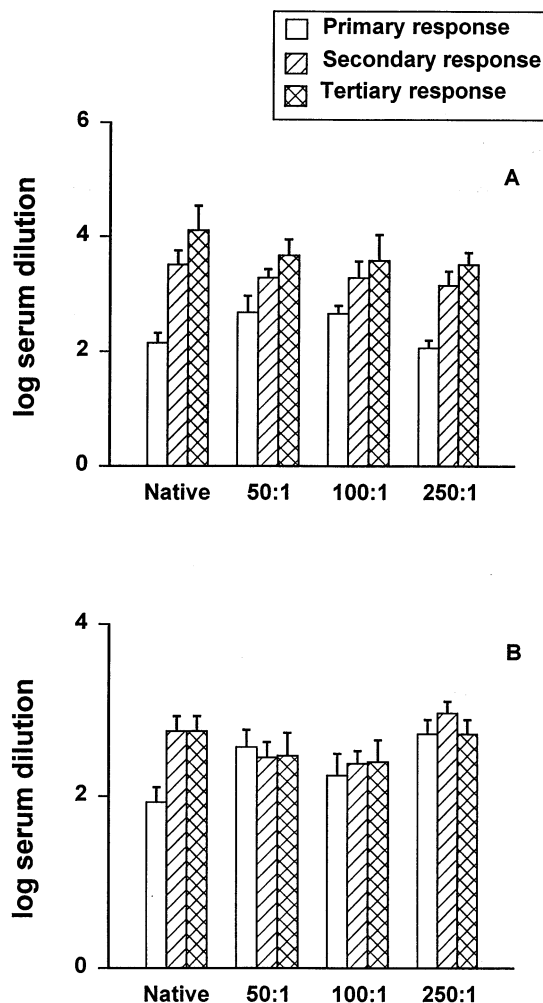 Primary response
Secondary response
Tertiary response
A
log serum dilution
6
4
2
0
Native 50:1 100:1 250:1
B
log serum dilution
4
2
0
Native 50:1 100:1 250:1